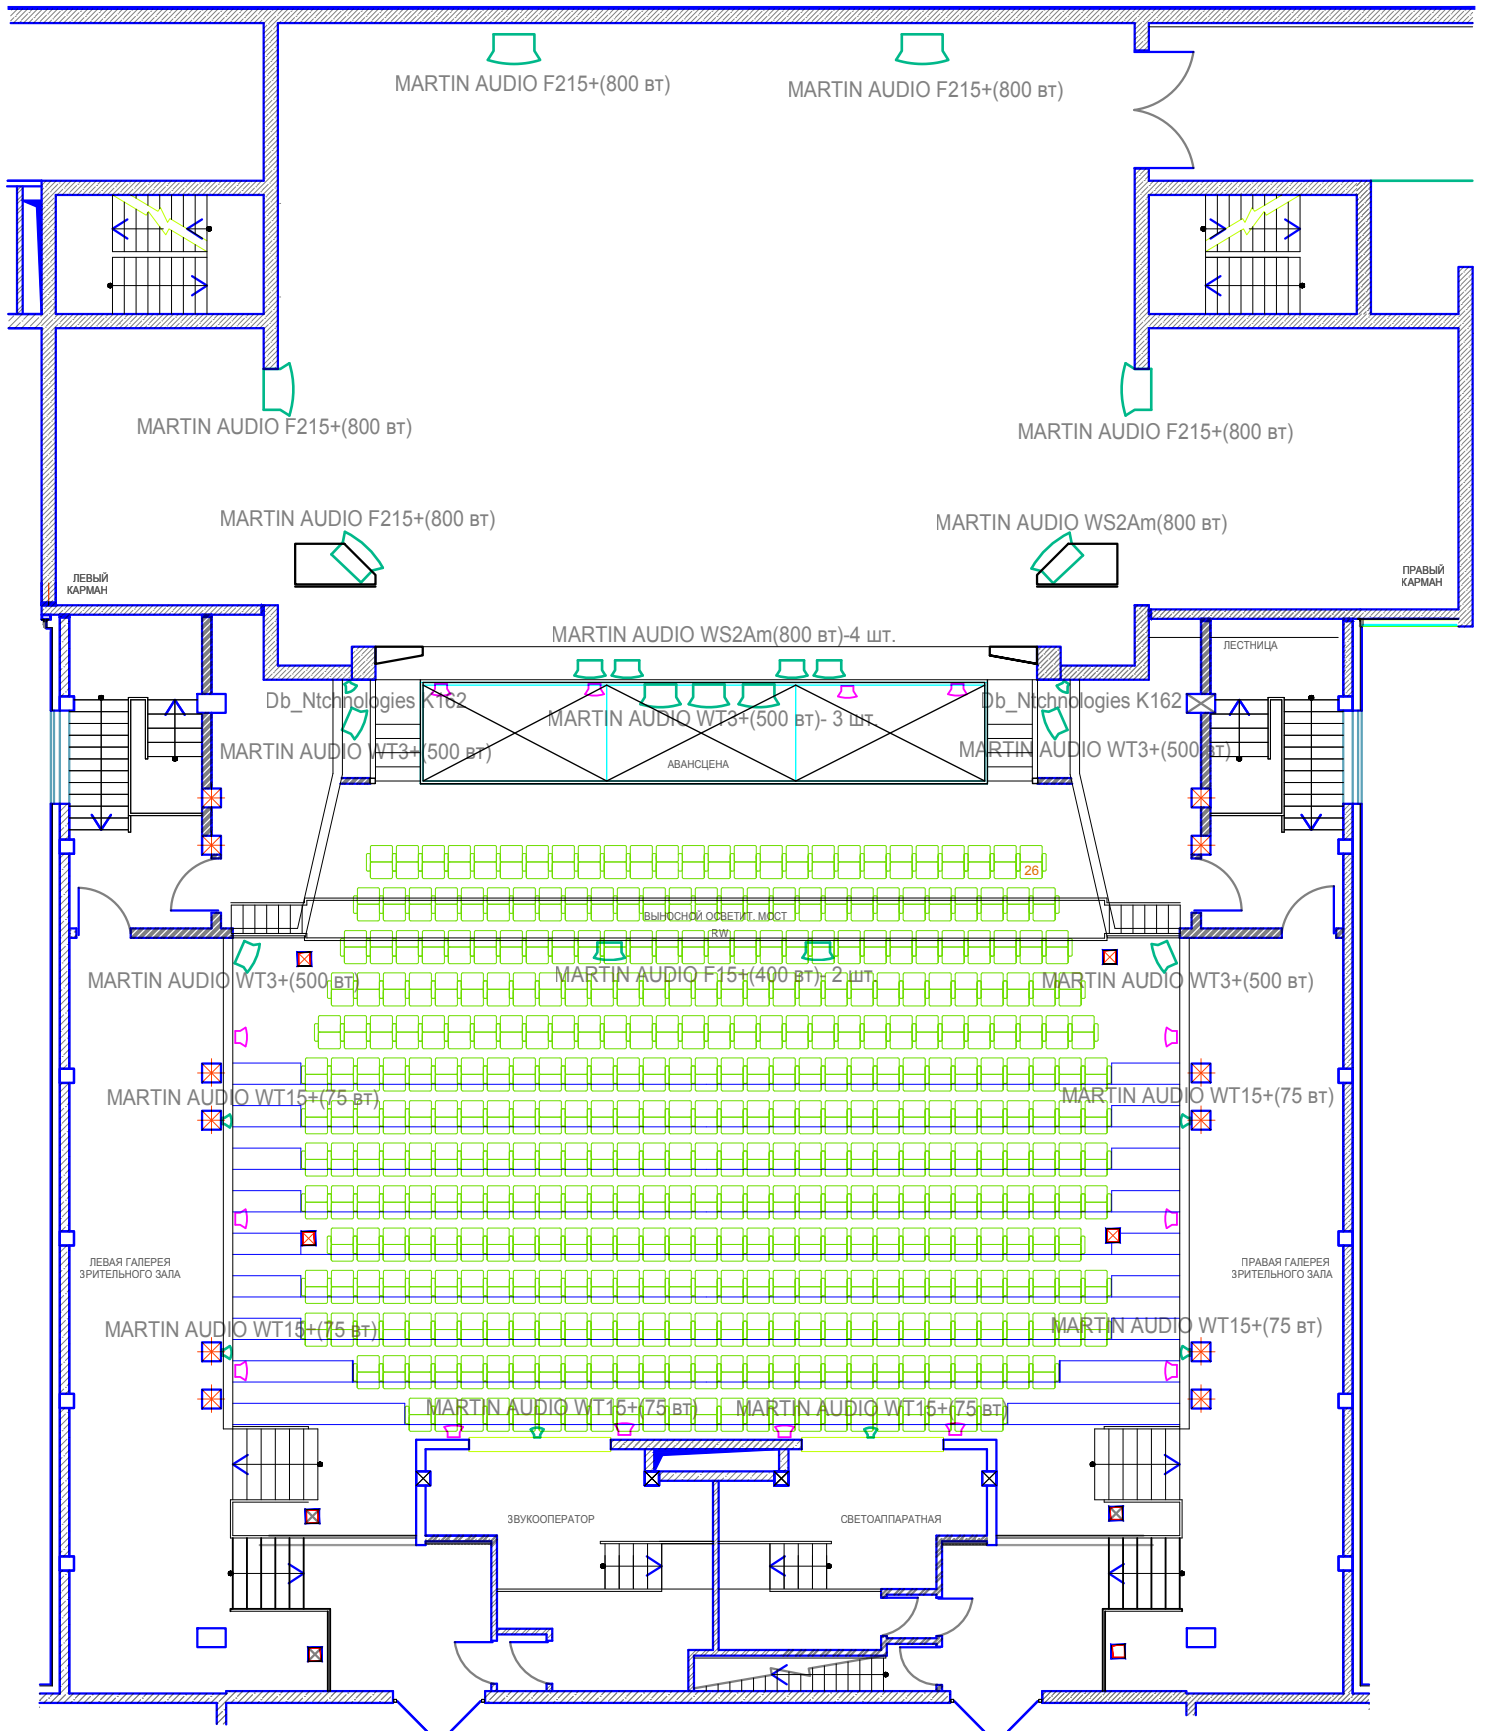 MARTIN AUDIO F215+(800 вт)
MARTIN AUDIO F215+(800 вт)
MARTIN AUDIO F215+(800 вт)
MARTIN AUDIO F215+(800 вт)
MARTIN AUDIO F215+(800 вт)
MARTIN AUDIO WS2Am(800 вт)
ЛЕВЫЙ
КАРМАН
ПРАВЫЙ
КАРМАН
MARTIN AUDIO WS2Am(800 вт)-4 шт.
ЛЕСТНИЦА
Db_Ntchnologies K162
Db_Ntchnologies K162
MARTIN AUDIO WT3+(500 вт)- 3 шт.
MARTIN AUDIO WT3+(500 вт)
MARTIN AUDIO WT3+(500 вт)
АВАНСЦЕНА
26
ВЫНОСНОЙ ОСВЕТИТ. МОСТ
RW
MARTIN AUDIO WT3+(500 вт)
MARTIN AUDIO F15+(400 вт)- 2 шт.
MARTIN AUDIO WT3+(500 вт)
MARTIN AUDIO WT15+(75 вт)
MARTIN AUDIO WT15+(75 вт)
ЛЕВАЯ ГАЛЕРЕЯ
ЗРИТЕЛЬНОГО ЗАЛА
ПРАВАЯ ГАЛЕРЕЯ
ЗРИТЕЛЬНОГО ЗАЛА
MARTIN AUDIO WT15+(75 вт)
MARTIN AUDIO WT15+(75 вт)
MARTIN AUDIO WT15+(75 вт)
MARTIN AUDIO WT15+(75 вт)
ЗВУКООПЕРАТОР
СВЕТОАППАРАТНАЯ